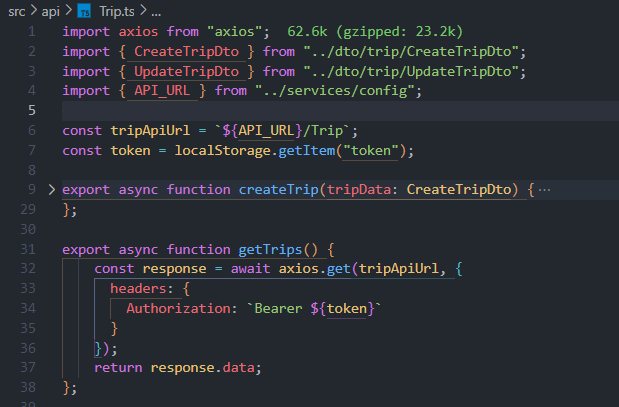 src > api > TS Trip.ts > ...
1 import axios from "axios"; 62.6k (gzipped: 23.2k)
2 import { CreateTripDto } from "../dto/trip/CreateTripDto";
3 import { UpdateTripDto } from "../dto/trip/UpdateTripDto";
4 import { API_URL } from "../services/config";
5
6 const tripApiUrl = `${API_URL}/Trip`;
7 const token = localStorage.getItem("token");
8
9 > export async function createTrip(tripData: CreateTripDto) { ...
29 };
30
31 export async function getTrips() {
32     const response = await axios.get(tripApiUrl, {
33       headers: {
34         Authorization: `Bearer ${token}`
35       }
36     });
37     return response.data;
38 };
39